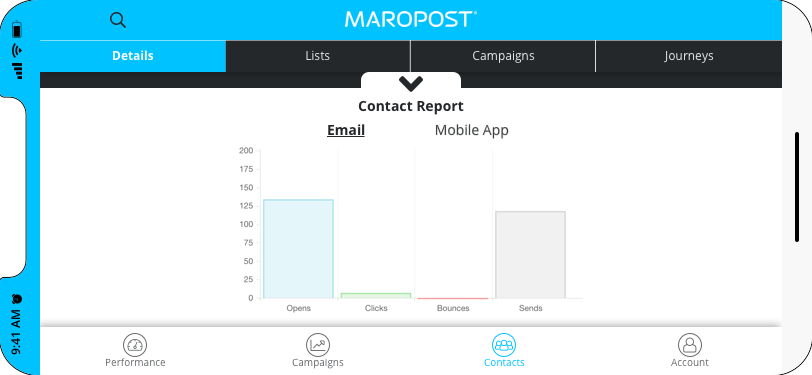 MAROPOST
Details Lists Campaigns Journeys
Contact Report
Email Mobile App
200
175
150
125
100
75
50
25
0
Opens Clicks Bounces Sends
Performance Campaigns Contacts Account
9:41 AM